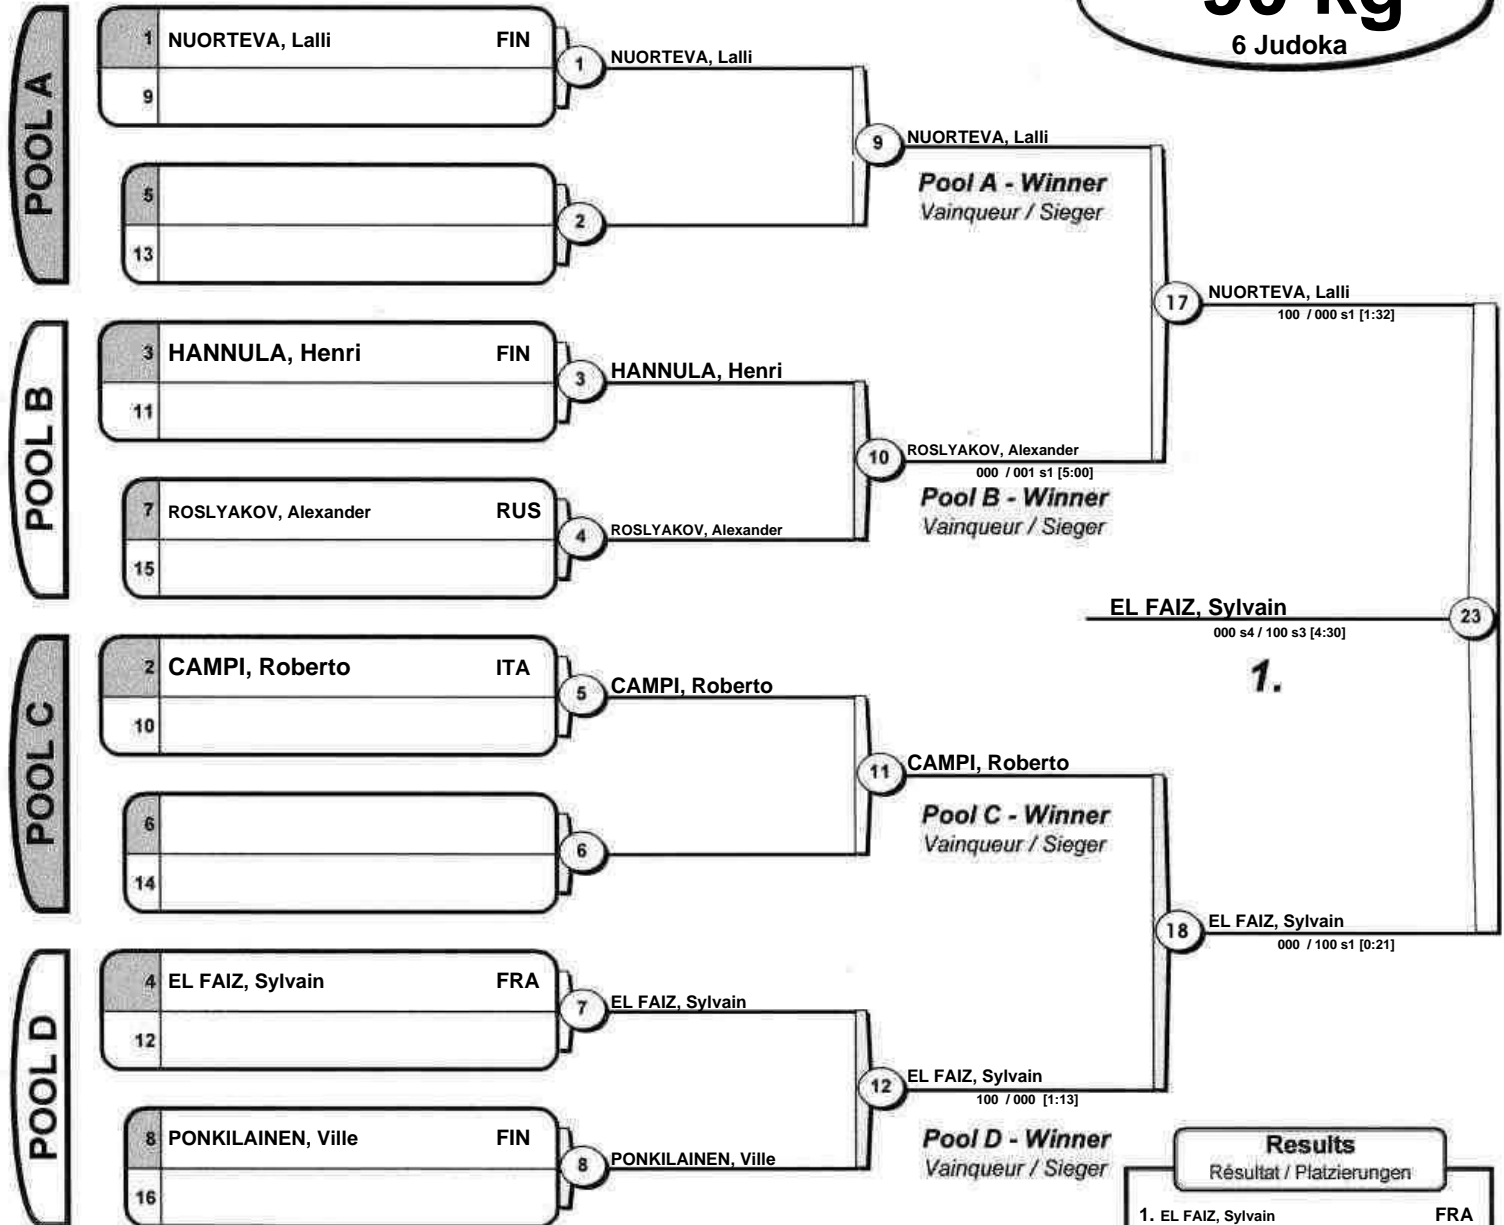 90 kg
6 Judoka
POOL A
1 NUORTEVA, Lalli FIN
9
5
13
1 NUORTEVA, Lalli
2
9 NUORTEVA, Lalli
Pool A - Winner
Vainqueur / Sieger
17 NUORTEVA, Lalli
100 / 000 s1 [1:32]
POOL B
3 HANNULA, Henri FIN
11
7 ROSLYAKOV, Alexander RUS
15
3 HANNULA, Henri
4 ROSLYAKOV, Alexander
10 ROSLYAKOV, Alexander
000 / 001 s1 [5:00]
Pool B - Winner
Vainqueur / Sieger
EL FAIZ, Sylvain 23
000 s4 / 100 s3 [4:30]
1.
POOL C
2 CAMPI, Roberto ITA
10
6
14
5 CAMPI, Roberto
6
11 CAMPI, Roberto
Pool C - Winner
Vainqueur / Sieger
18 EL FAIZ, Sylvain
000 / 100 s1 [0:21]
POOL D
4 EL FAIZ, Sylvain FRA
12
8 PONKILAINEN, Ville FIN
16
7 EL FAIZ, Sylvain
8 PONKILAINEN, Ville
12 EL FAIZ, Sylvain
100 / 000 [1:13]
Pool D - Winner
Vainqueur / Sieger
Results
Résultat / Platzierungen
1. EL FAIZ, Sylvain FRA